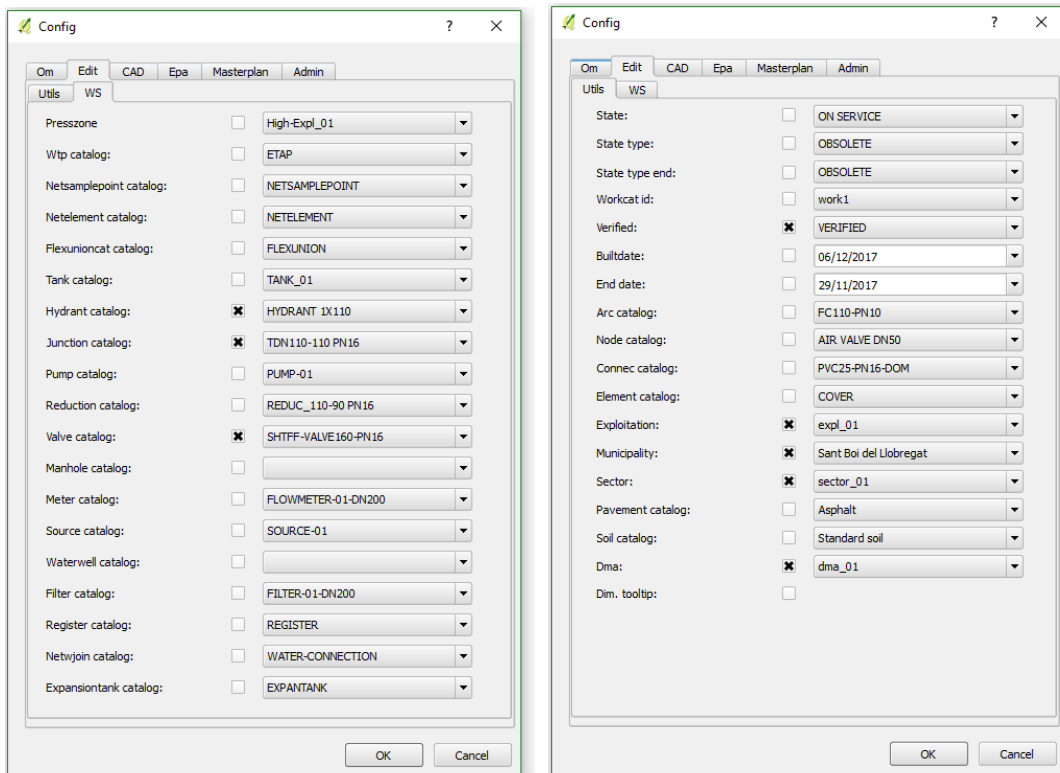 Config ? X
Om Edit CAD Epa Masterplan Admin
Utils WS
Presszone High-Expl_01
Wtp catalog: ETAP
Netsamplepoint catalog: NETSAMPLEPOINT
Netelement catalog: NETELEMENT
Flexunioncat catalog: FLEXUNION
Tank catalog: TANK_01
Hydrant catalog: HYDRANT 1X110
Junction catalog: TDN110-110 PN16
Pump catalog: PUMP-01
Reduction catalog: REDUC_110-90 PN16
Valve catalog: SHTFF-VALVE160-PN16
Manhole catalog:
Meter catalog: FLOWMETER-01-DN200
Source catalog: SOURCE-01
Waterwell catalog:
Filter catalog: FILTER-01-DN200
Register catalog: REGISTER
Netwjoin catalog: WATER-CONNECTION
Expansiontank catalog: EXPANTANK
OK Cancel
Config ? X
Om Edit CAD Epa Masterplan Admin
Utils WS
State: ON SERVICE
State type: OBSOLETE
State type end: OBSOLETE
Workcat id: work1
Verified: VERIFIED
Builtdate: 06/12/2017
End date: 29/11/2017
Arc catalog: FC110-PN10
Node catalog: AIR VALVE DN50
Connec catalog: PVC25-PN16-DOM
Element catalog: COVER
Exploitation: expl_01
Municipality: Sant Boi del Llobregat
Sector: sector_01
Pavement catalog: Asphalt
Soil catalog: Standard soil
Dma: dma_01
Dim. tooltip:
OK Cancel